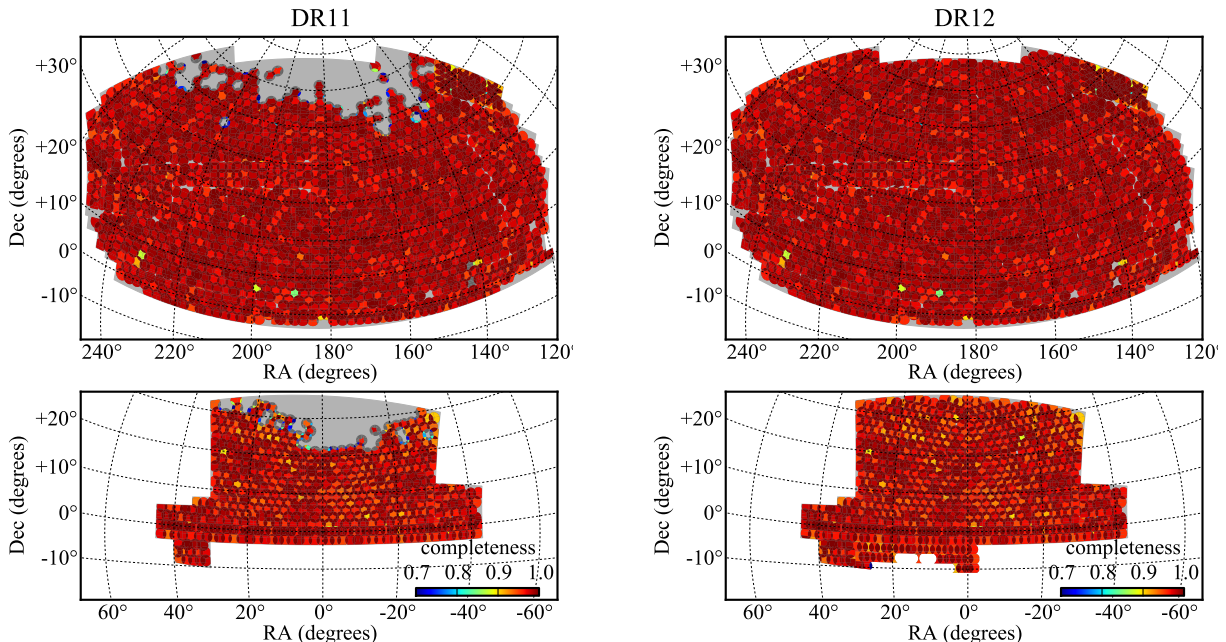 DR11
DR12
+30°
+20°
+10°
0°
-10°
Dec (degrees)
240° 220° 200° 180° 160° 140° 120°
RA (degrees)
+30°
+20°
+10°
0°
-10°
Dec (degrees)
240° 220° 200° 180° 160° 140° 120°
RA (degrees)
+20°
+10°
0°
-10°
Dec (degrees)
completeness
0.7 0.8 0.9 1.0
60° 40° 20° 0° -20° -40° -60°
RA (degrees)
+20°
+10°
0°
-10°
Dec (degrees)
completeness
0.7 0.8 0.9 1.0
60° 40° 20° 0° -20° -40° -60°
RA (degrees)